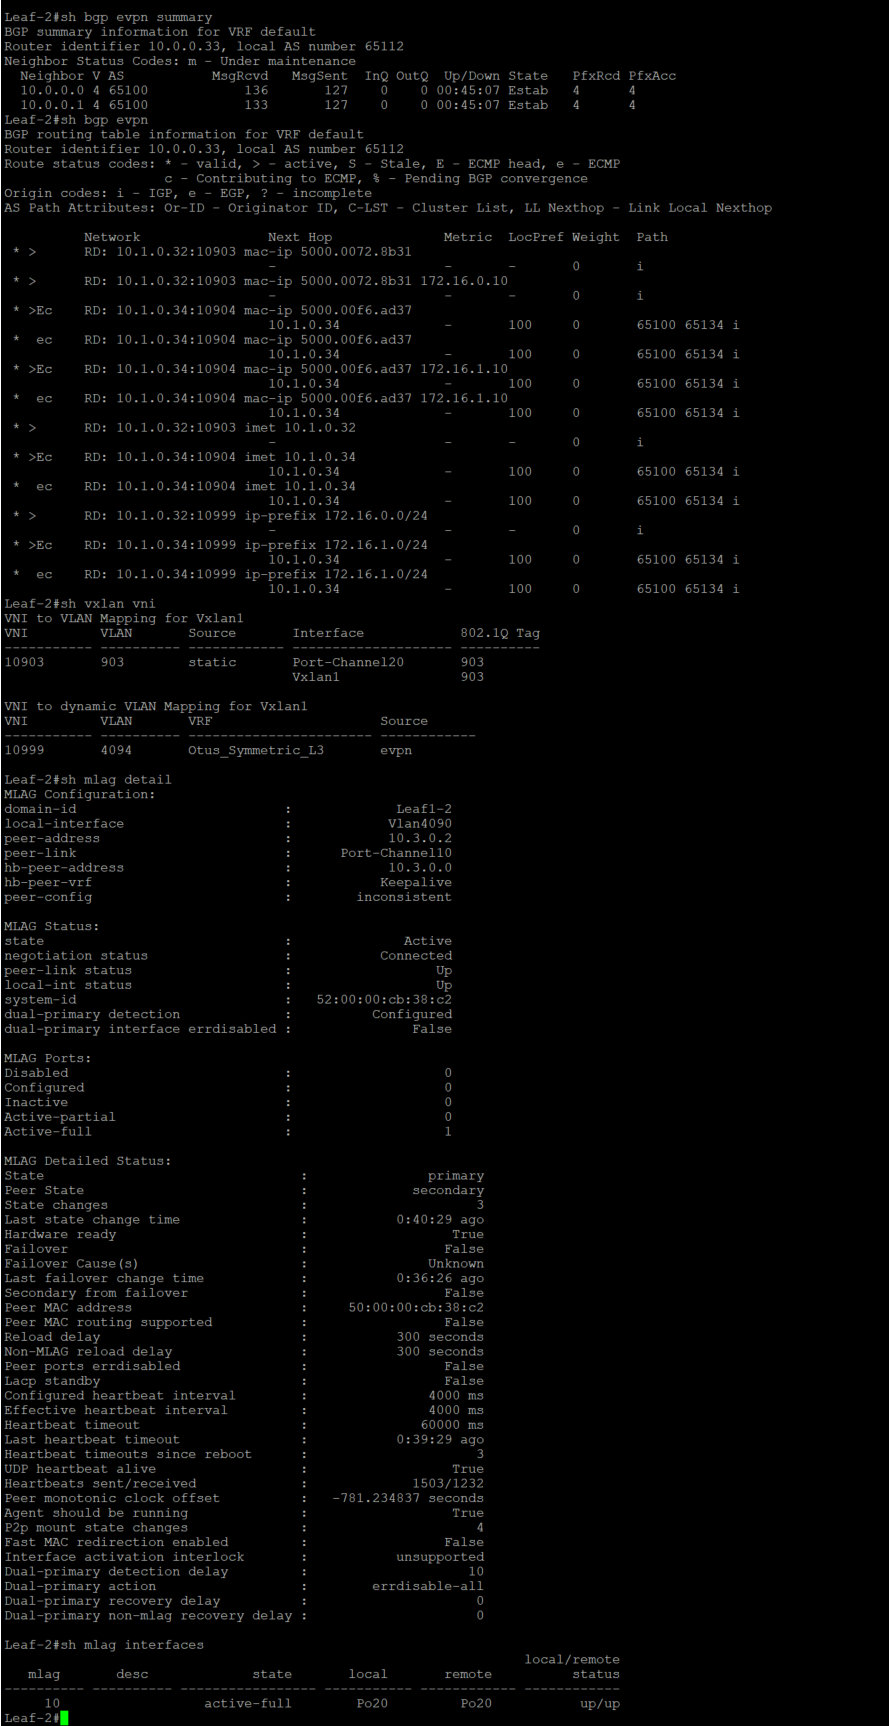 Leaf-2#sh bgp evpn summary
BGP summary information for VRF default
Router identifier 10.0.0.33, local AS number 65112
Neighbor Status Codes: m - Under maintenance
  Neighbor V AS           MsgRcvd   MsgSent  InQ OutQ  Up/Down State   PfxRcd PfxAcc
  10.0.0.0 4 65100            136       127    0    0 00:45:07 Estab   4      4
  10.0.0.1 4 65100            133       127    0    0 00:45:07 Estab   4      4
Leaf-2#sh bgp evpn
BGP routing table information for VRF default
Router identifier 10.0.0.33, local AS number 65112
Route status codes: * - valid, > - active, S - Stale, E - ECMP head, e - ECMP
                    c - Contributing to ECMP, % - Pending BGP convergence
Origin codes: i - IGP, e - EGP, ? - incomplete
AS Path Attributes: Or-ID - Originator ID, C-LST - Cluster List, LL Nexthop - Link Local Nexthop
          Network                Next Hop              Metric  LocPref Weight  Path
 * >      RD: 10.1.0.32:10903 mac-ip 5000.0072.8b31
                                 -                     -       -       0       i
 * >      RD: 10.1.0.32:10903 mac-ip 5000.0072.8b31 172.16.0.10
                                 -                     -       -       0       i
 * >Ec    RD: 10.1.0.34:10904 mac-ip 5000.00f6.ad37
                                 10.1.0.34             -       100     0       65100 65134 i
 *  ec    RD: 10.1.0.34:10904 mac-ip 5000.00f6.ad37
                                 10.1.0.34             -       100     0       65100 65134 i
 * >Ec    RD: 10.1.0.34:10904 mac-ip 5000.00f6.ad37 172.16.1.10
                                 10.1.0.34             -       100     0       65100 65134 i
 *  ec    RD: 10.1.0.34:10904 mac-ip 5000.00f6.ad37 172.16.1.10
                                 10.1.0.34             -       100     0       65100 65134 i
 * >      RD: 10.1.0.32:10903 imet 10.1.0.32
                                 -                     -       -       0       i
 * >Ec    RD: 10.1.0.34:10904 imet 10.1.0.34
                                 10.1.0.34             -       100     0       65100 65134 i
 *  ec    RD: 10.1.0.34:10904 imet 10.1.0.34
                                 10.1.0.34             -       100     0       65100 65134 i
 * >      RD: 10.1.0.32:10999 ip-prefix 172.16.0.0/24
                                 -                     -       -       0       i
 * >Ec    RD: 10.1.0.34:10999 ip-prefix 172.16.1.0/24
                                 10.1.0.34             -       100     0       65100 65134 i
 *  ec    RD: 10.1.0.34:10999 ip-prefix 172.16.1.0/24
                                 10.1.0.34             -       100     0       65100 65134 i
Leaf-2#sh vxlan vni
VNI to VLAN Mapping for Vxlan1
VNI         VLAN       Source       Interface            802.1Q Tag
----------- ---------- ------------ -------------------- ----------
10903       903        static       Port-Channel20       903
                                    Vxlan1               903
VNI to dynamic VLAN Mapping for Vxlan1
VNI         VLAN       VRF                     Source
----------- ---------- ----------------------- ------------
10999       4094       Otus_Symmetric_L3       evpn
Leaf-2#sh mlag detail
MLAG Configuration:
domain-id                          :             Leaf1-2
local-interface                    :            Vlan4090
peer-address                       :            10.3.0.2
peer-link                          :      Port-Channel10
hb-peer-address                    :            10.3.0.0
hb-peer-vrf                        :           Keepalive
peer-config                        :        inconsistent
MLAG Status:
state                              :              Active
negotiation status                 :           Connected
peer-link status                   :                  Up
local-int status                   :                  Up
system-id                          :   52:00:00:cb:38:c2
dual-primary detection             :          Configured
dual-primary interface errdisabled :               False
MLAG Ports:
Disabled                           :                   0
Configured                         :                   0
Inactive                           :                   0
Active-partial                     :                   0
Active-full                        :                   1
MLAG Detailed Status:
State                                :               primary
Peer State                           :             secondary
State changes                        :                     3
Last state change time               :           0:40:29 ago
Hardware ready                       :                  True
Failover                             :                 False
Failover Cause(s)                    :               Unknown
Last failover change time            :           0:36:26 ago
Secondary from failover              :                 False
Peer MAC address                     :     50:00:00:cb:38:c2
Peer MAC routing supported           :                 False
Reload delay                         :           300 seconds
Non-MLAG reload delay                :           300 seconds
Peer ports errdisabled               :                 False
Lacp standby                         :                 False
Configured heartbeat interval        :               4000 ms
Effective heartbeat interval         :               4000 ms
Heartbeat timeout                    :              60000 ms
Last heartbeat timeout               :           0:39:29 ago
Heartbeat timeouts since reboot      :                     3
UDP heartbeat alive                  :                  True
Heartbeats sent/received             :             1503/1232
Peer monotonic clock offset          :   -781.234837 seconds
Agent should be running              :                  True
P2p mount state changes              :                     4
Fast MAC redirection enabled         :                 False
Interface activation interlock       :           unsupported
Dual-primary detection delay         :                    10
Dual-primary action                  :        errdisable-all
Dual-primary recovery delay          :                     0
Dual-primary non-mlag recovery delay :                     0
Leaf-2#sh mlag interfaces
                                                                 local/remote
   mlag       desc             state       local       remote          status
---------- ---------- ----------------- ----------- ------------ ------------
     10                  active-full        Po20         Po20           up/up
Leaf-2#